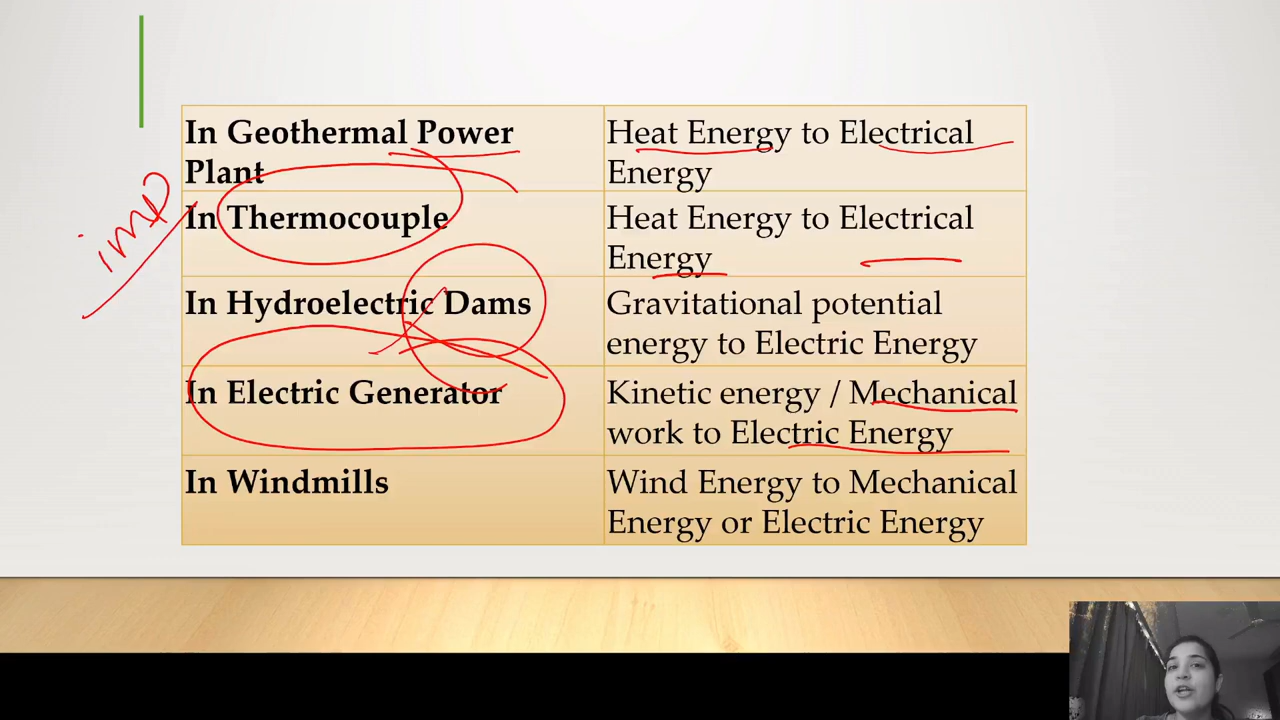 In Geothermal Power
Plant
Heat Energy to Electrical
Energy
imp
In Thermocouple
Heat Energy to Electrical
Energy
In Hydroelectric Dams
Gravitational potential
energy to Electric Energy
In Electric Generator
Kinetic energy / Mechanical
work to Electric Energy
In Windmills
Wind Energy to Mechanical
Energy or Electric Energy